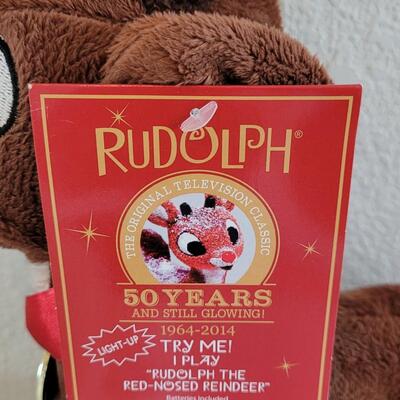 RUDOLPH®
THE ORIGINAL TELEVISION CLASSIC
50 YEARS
AND STILL GLOWING!
1964-2014
LIGHT-UP
TRY ME!
I PLAY
"RUDOLPH THE
RED-NOSED REINDEER"
Batteries Included